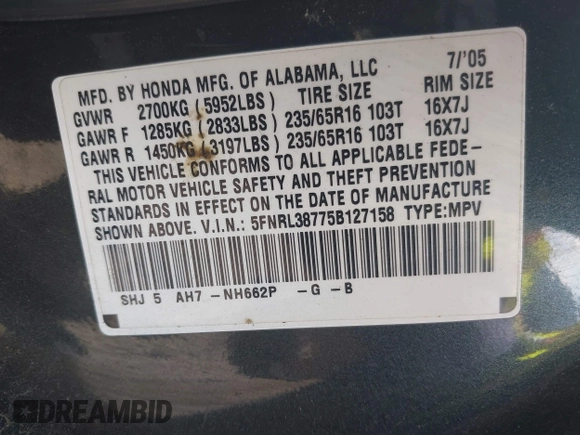 MFD. BY HONDA MFG. OF ALABAMA, LLC 7/'05
GVWR 2700KG (5952LBS) TIRE SIZE RIM SIZE
GAWR F 1285KG (2833LBS) 235/65R16 103T 16X7J
GAWR R 1450KG (3197LBS) 235/65R16 103T 16X7J
THIS VEHICLE CONFORMS TO ALL APPLICABLE FEDE-
RAL MOTOR VEHICLE SAFETY AND THEFT PREVENTION
STANDARDS IN EFFECT ON THE DATE OF MANUFACTURE
SHOWN ABOVE. V.I.N.: 5FNRL38775B127158 TYPE:MPV
SHJ 5 AH7 -NH662P -G -B
DREAMBID